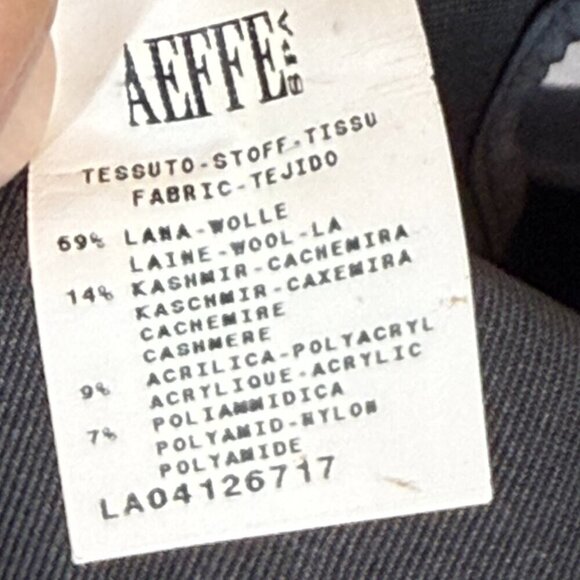 AEFFE SPA
TESSUTO-STOFF-TISSU
FABRIC-TEJIDO
69% LANA-WOLLE
LAINE-WOOL-LA
14% KASHMIR-CACHEMIRA
KASCHMIR-CAXEMIRA
CACHEMIRE
CASHMERE
9% ACRILICA-POLYACRYL
ACRYLIQUE-ACRYLIC
7% POLIAMMIDICA
POLYAMID-NYLON
POLYAMIDE
LA04126717